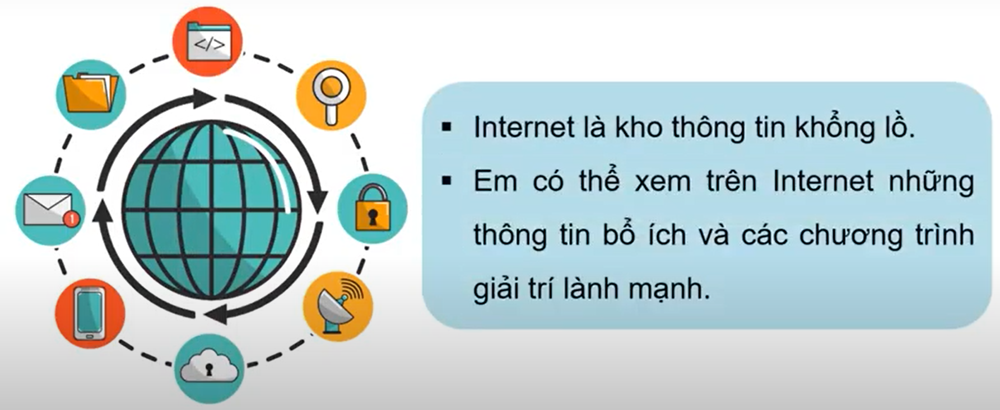 </>
1
▪ Internet là kho thông tin khổng lồ.
▪ Em có thể xem trên Internet những
thông tin bổ ích và các chương trình
giải trí lành mạnh.